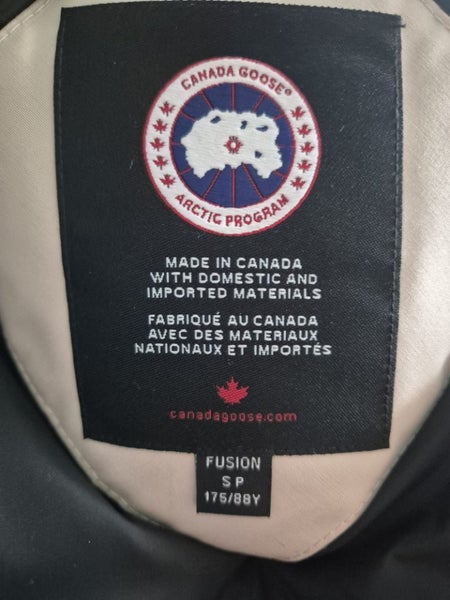 CANADA GOOSE®
ARCTIC PROGRAM
MADE IN CANADA
WITH DOMESTIC AND
IMPORTED MATERIALS
FABRIQUÉ AU CANADA
AVEC DES MATERIAUX
NATIONAUX ET IMPORTÉS
canadagoose.com
FUSION
S P
175/88Y